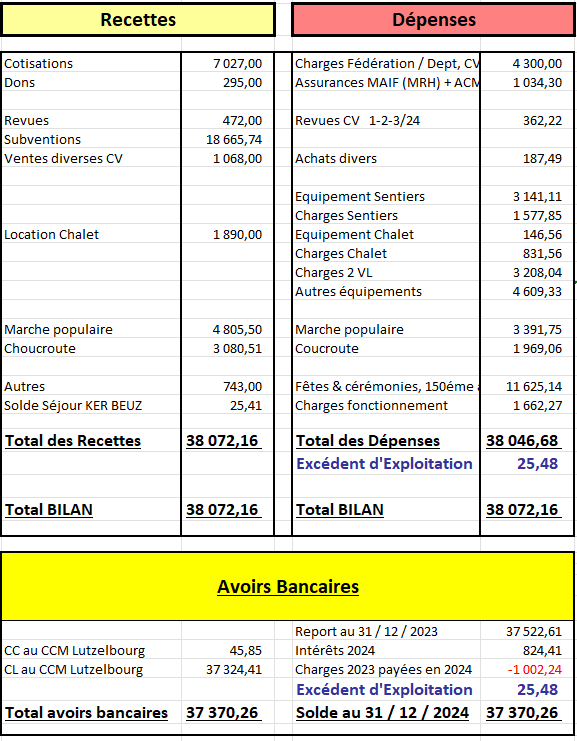 Recettes Dépenses
Cotisations 7 027,00 Charges Fédération / Dept, CV 4 300,00
Dons 295,00 Assurances MAIF (MRH) + ACM 1 034,30
Revues 472,00 Revues CV 1-2-3/24 362,22
Subventions 18 665,74
Ventes diverses CV 1 068,00 Achats divers 187,49
Equipement Sentiers 3 141,11
Charges Sentiers 1 577,85
Location Chalet 1 890,00 Equipement Chalet 146,56
Charges Chalet 831,56
Charges 2 VL 3 208,04
Autres équipements 4 609,33
Marche populaire 4 805,50 Marche populaire 3 391,75
Choucroute 3 080,51 Coucroute 1 969,06
Autres 743,00 Fêtes & cérémonies, 150éme 11 625,14
Solde Séjour KER BEUZ 25,41 Charges fonctionnement 1 662,27
Total des Recettes 38 072,16 Total des Dépenses 38 046,68
Excédent d'Exploitation 25,48
Total BILAN 38 072,16 Total BILAN 38 072,16
Avoirs Bancaires
Report au 31 / 12 / 2023 37 522,61
CC au CCM Lutzelbourg 45,85 Intérêts 2024 824,41
CL au CCM Lutzelbourg 37 324,41 Charges 2023 payées en 2024 -1 002,24
Excédent d'Exploitation 25,48
Total avoirs bancaires 37 370,26 Solde au 31 / 12 / 2024 37 370,26